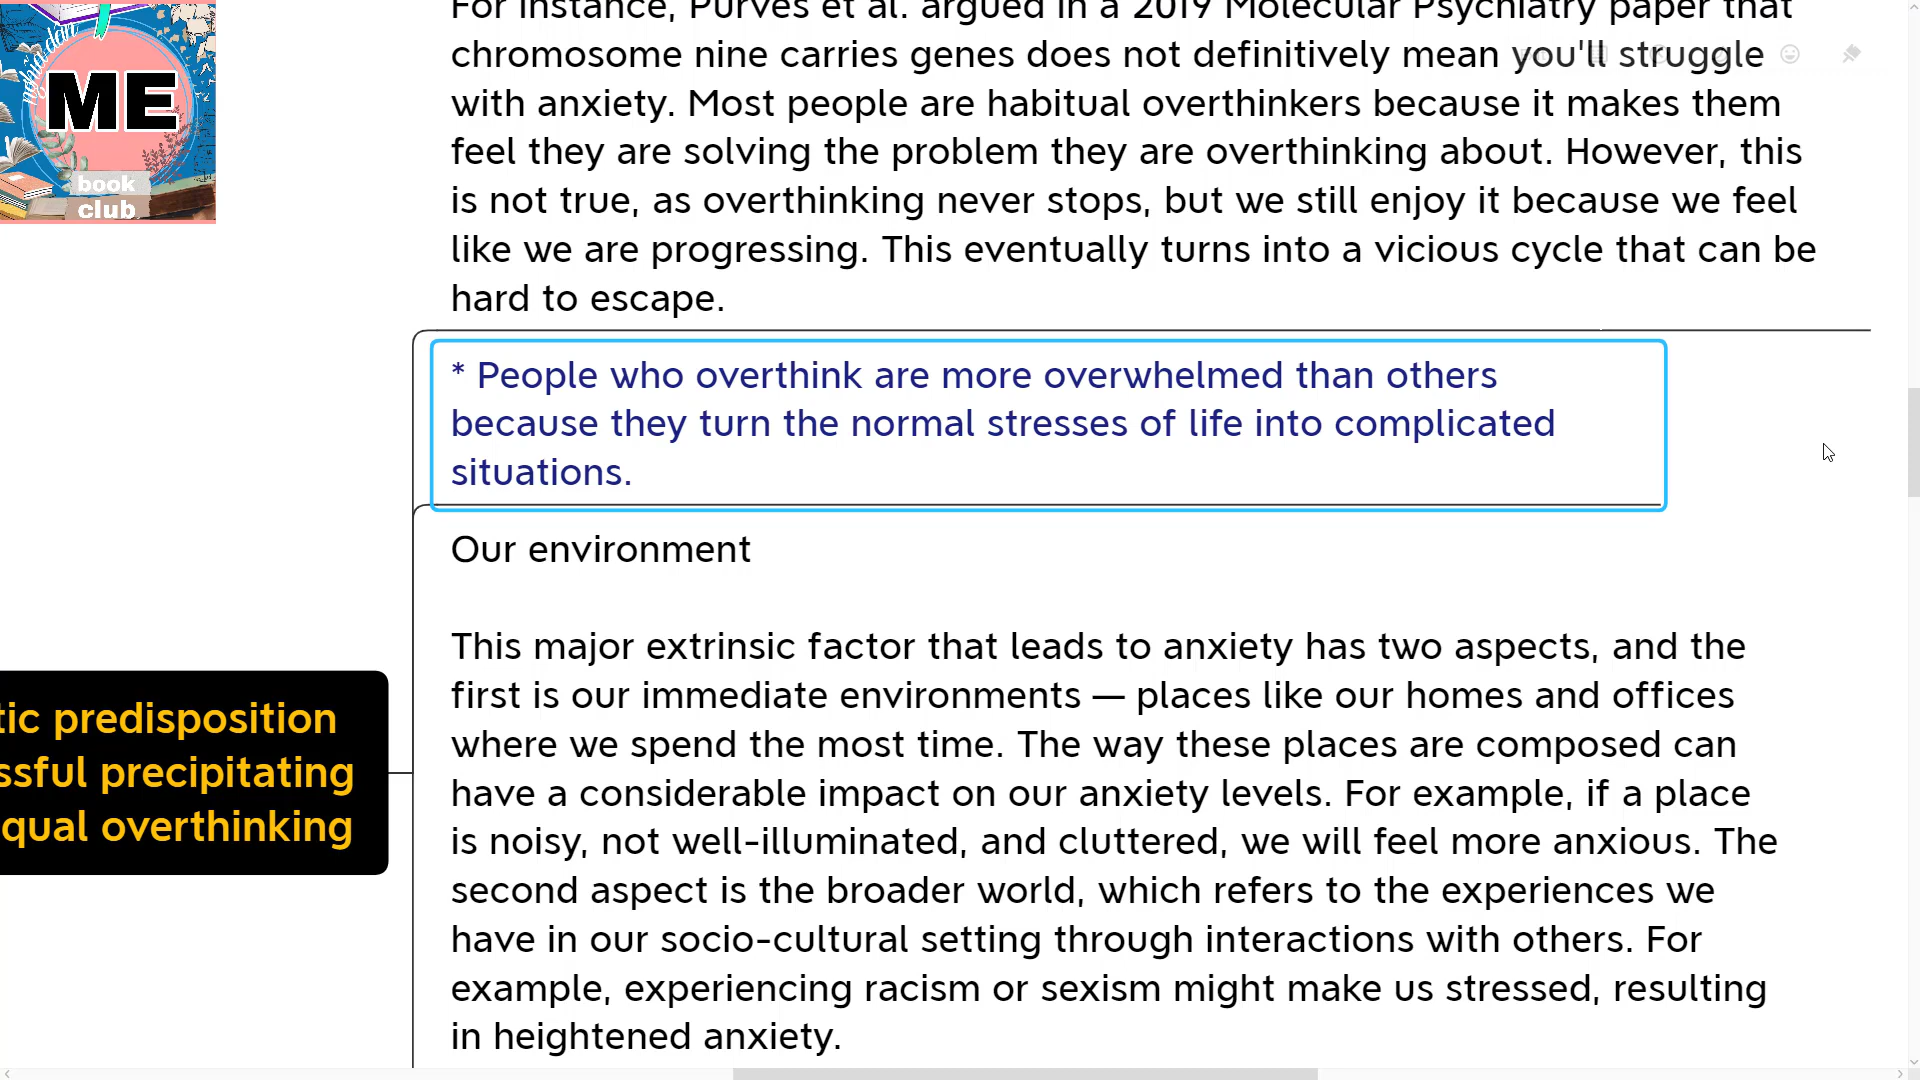 For instance, Purves et al. argued in a 2019 Molecular Psychiatry paper that
chromosome nine carries genes does not definitively mean you'll struggle
with anxiety. Most people are habitual overthinkers because it makes them
feel they are solving the problem they are overthinking about. However, this
is not true, as overthinking never stops, but we still enjoy it because we feel
like we are progressing. This eventually turns into a vicious cycle that can be
hard to escape.
* People who overthink are more overwhelmed than others
because they turn the normal stresses of life into complicated
situations.
Our environment
This major extrinsic factor that leads to anxiety has two aspects, and the
first is our immediate environments — places like our homes and offices
where we spend the most time. The way these places are composed can
have a considerable impact on our anxiety levels. For example, if a place
is noisy, not well-illuminated, and cluttered, we will feel more anxious. The
second aspect is the broader world, which refers to the experiences we
have in our socio-cultural setting through interactions with others. For
example, experiencing racism or sexism might make us stressed, resulting
in heightened anxiety.
tic predisposition
ssful precipitating
qual overthinking
ME
book
club